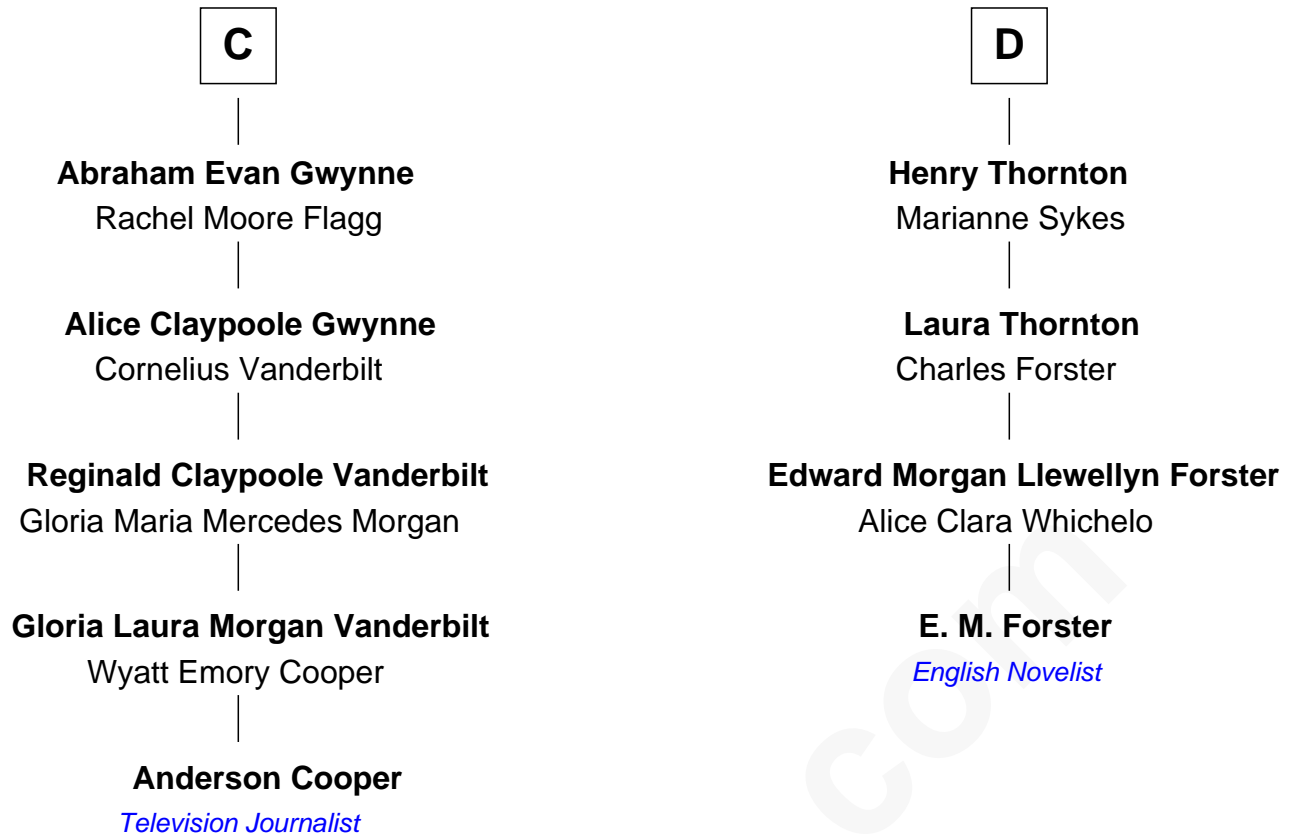 C
Abraham Evan Gwynne
Rachel Moore Flagg
Alice Claypoole Gwynne
Cornelius Vanderbilt
Reginald Claypoole Vanderbilt
Gloria Maria Mercedes Morgan
Gloria Laura Morgan Vanderbilt
Wyatt Emory Cooper
Anderson Cooper
Television Journalist
D
Henry Thornton
Marianne Sykes
Laura Thornton
Charles Forster
Edward Morgan Llewellyn Forster
Alice Clara Whichelo
E. M. Forster
English Novelist
com